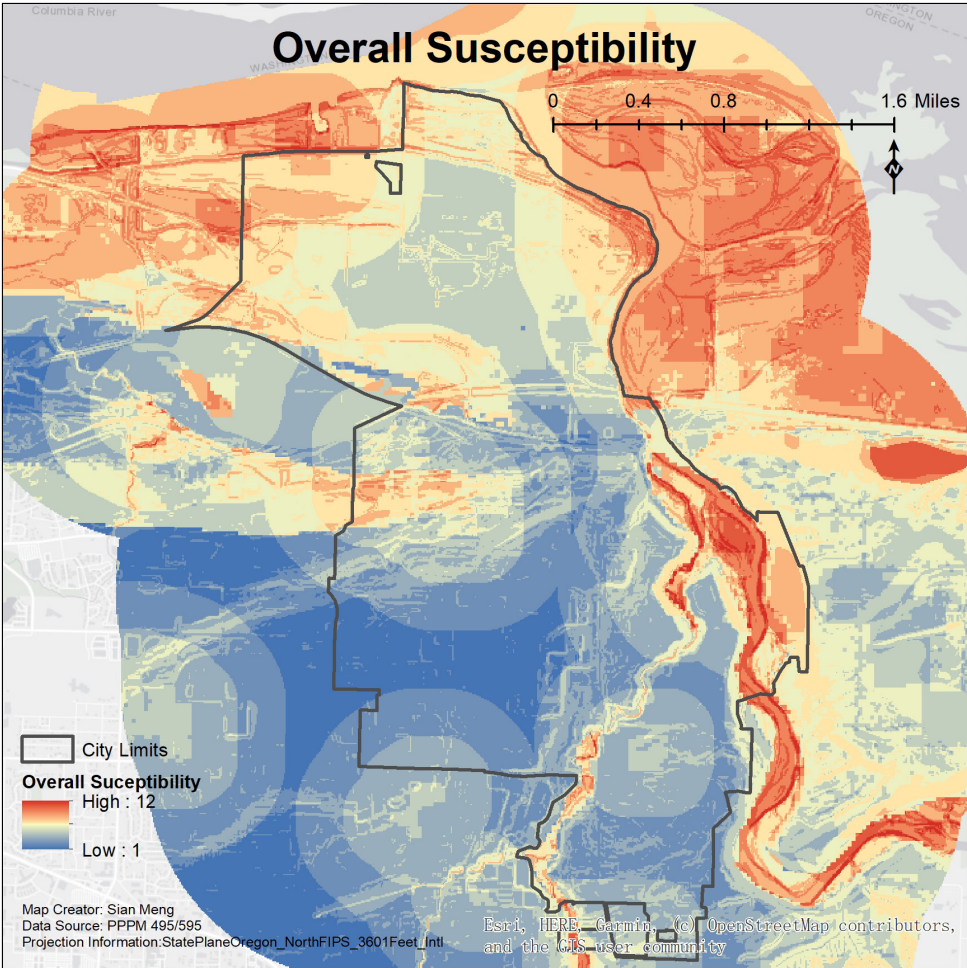 Columbia River
WASHINGTON
OREGON
Overall Susceptibility
0 0.4 0.8 1.6 Miles
N
City Limits
Overall Suceptibility
High : 12
Low : 1
Map Creator: Sian Meng
Data Source: PPPM 495/595
Projection Information:StatePlaneOregon_NorthFIPS_3601Feet_Intl
Esri, HERE, Garmin, (c) OpenStreetMap contributors,
and the GIS user community